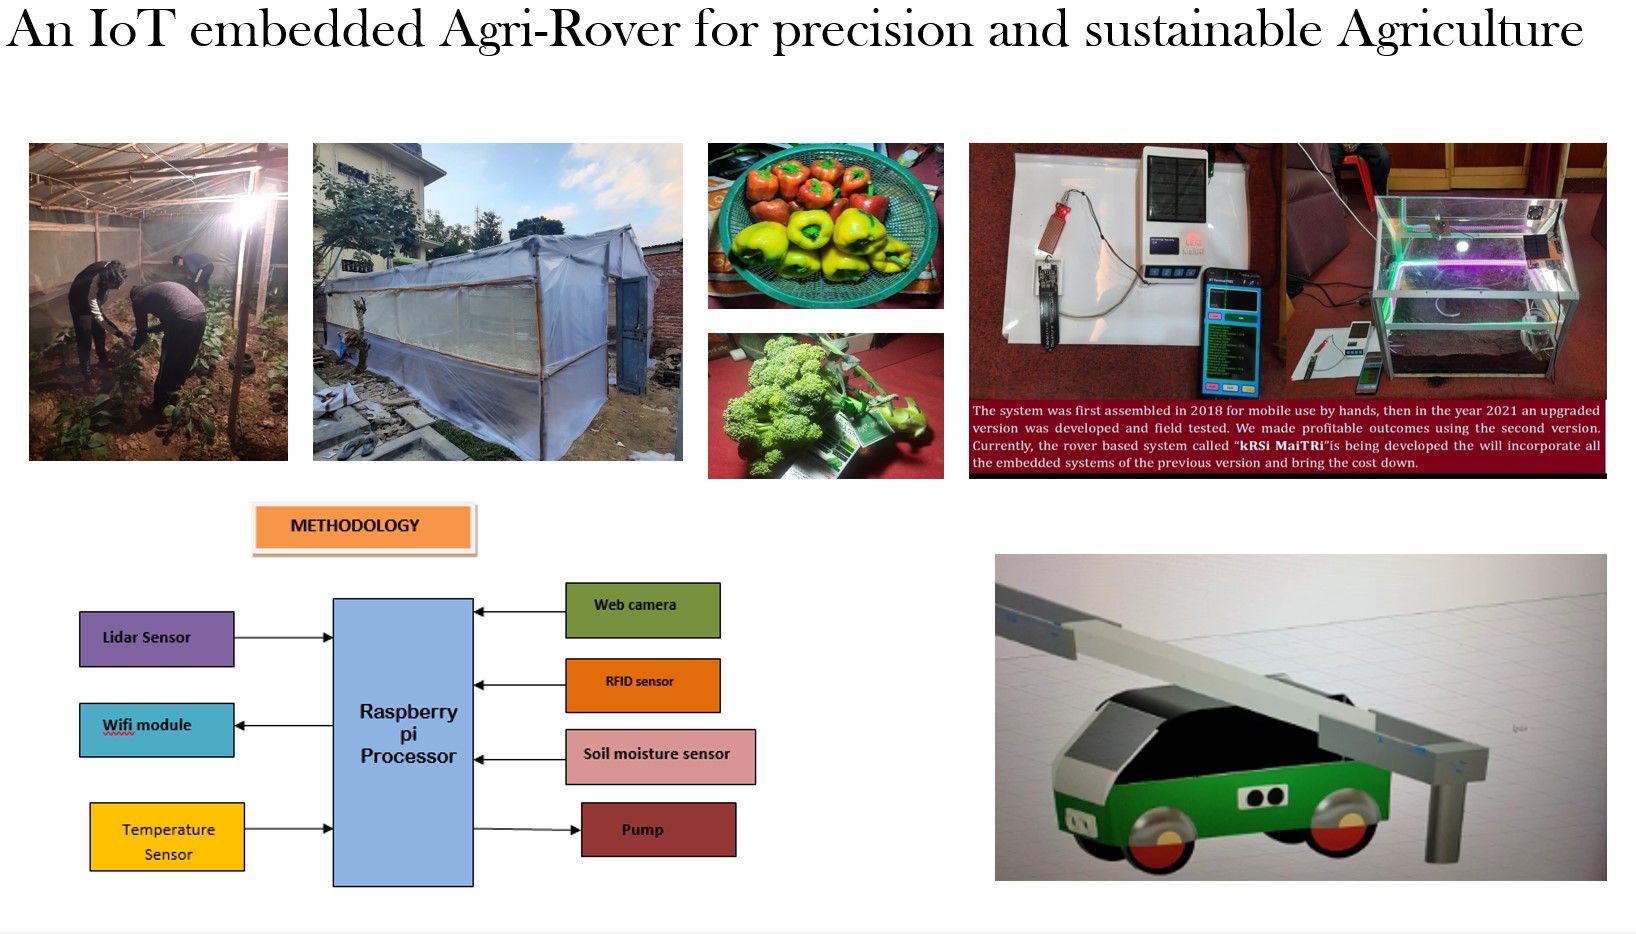 An IoT embedded Agri-Rover for precision and sustainable Agriculture
The system was first assembled in 2018 for mobile use by hands, then in the year 2021 an upgraded
version was developed and field tested. We made profitable outcomes using the second version.
Currently, the rover based system called “kRSi MaiTRi”is being developed the will incorporate all
the embedded systems of the previous version and bring the cost down.
METHODOLOGY
Lidar Sensor
Wifi module
Temperature
Sensor
Raspberry
pi
Processor
Web camera
RFID sensor
Soil moisture sensor
Pump